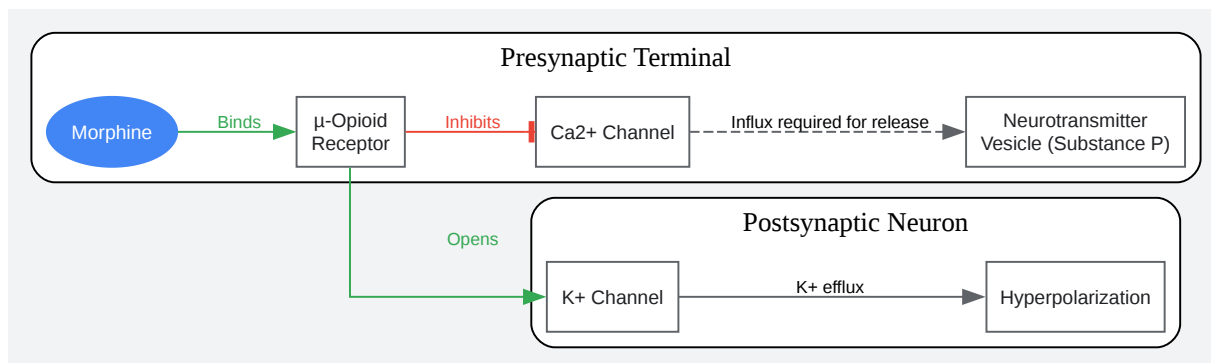 Presynaptic Terminal
Morphine
Binds
µ-Opioid
Receptor
Inhibits
Ca2+ Channel
Influx required for release
Neurotransmitter
Vesicle (Substance P)
Opens
Postsynaptic Neuron
K+ Channel
K+ efflux
Hyperpolarization